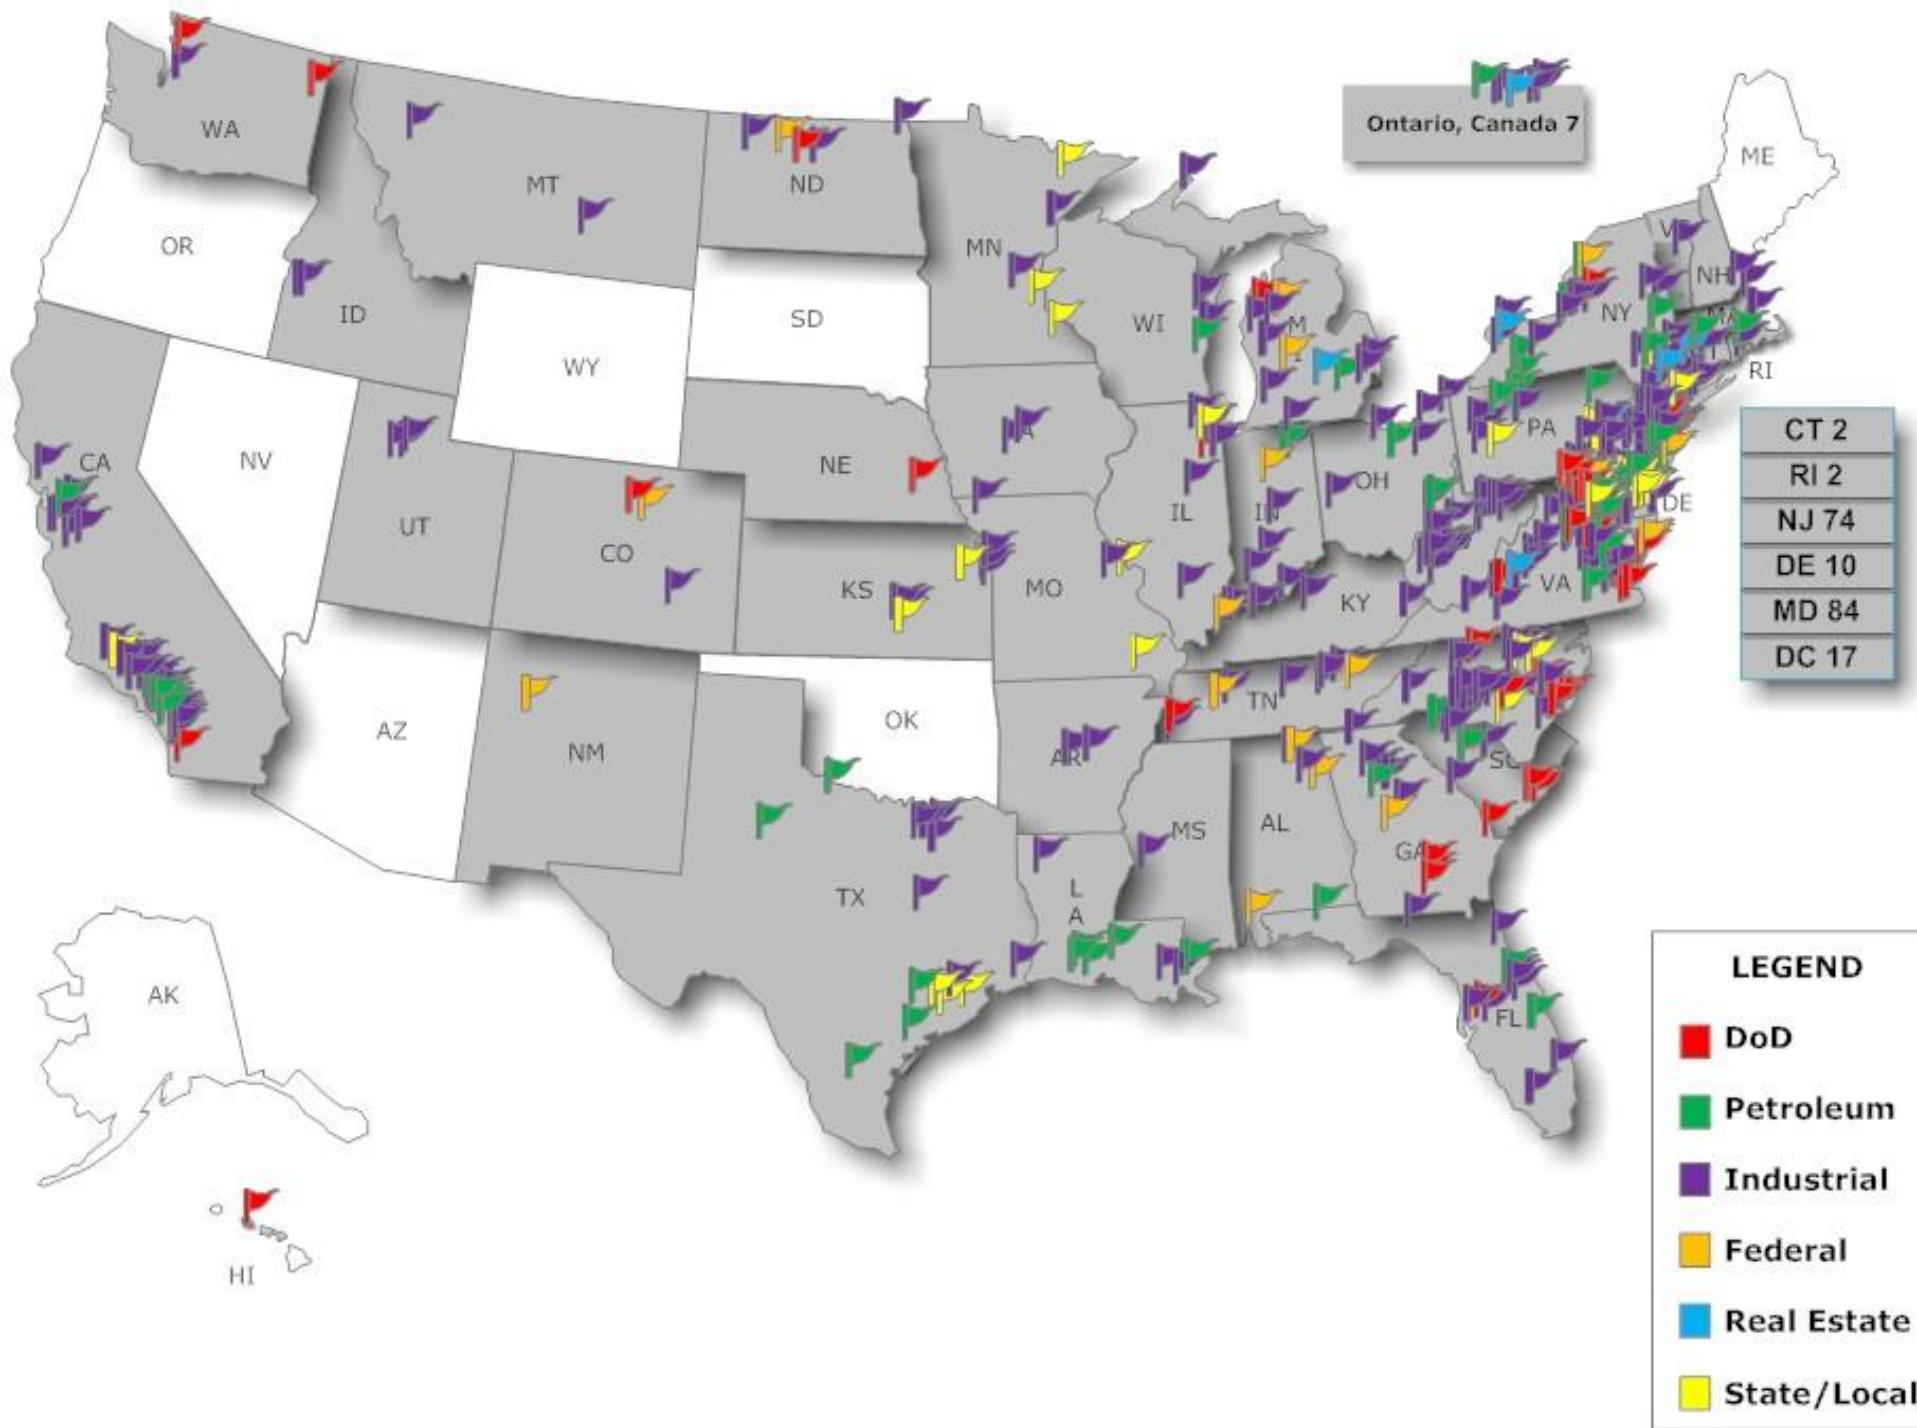 WA
Ontario, Canada 7
ME
MT
ND
OR
MN
V
NH
ID
SD
WI
M
I
NY
MA
WY
RI
CA
NV
NE
IA
PA
CT 2
RI 2
NJ 74
DE 10
MD 84
DC 17
UT
CO
IL
IN
OH
DE
KS
MO
KY
VA
AZ
NM
OK
AR
TN
SC
TX
L
A
MS
AL
GA
FL
AK
HI
LEGEND
DoD
Petroleum
Industrial
Federal
Real Estate
State/Local